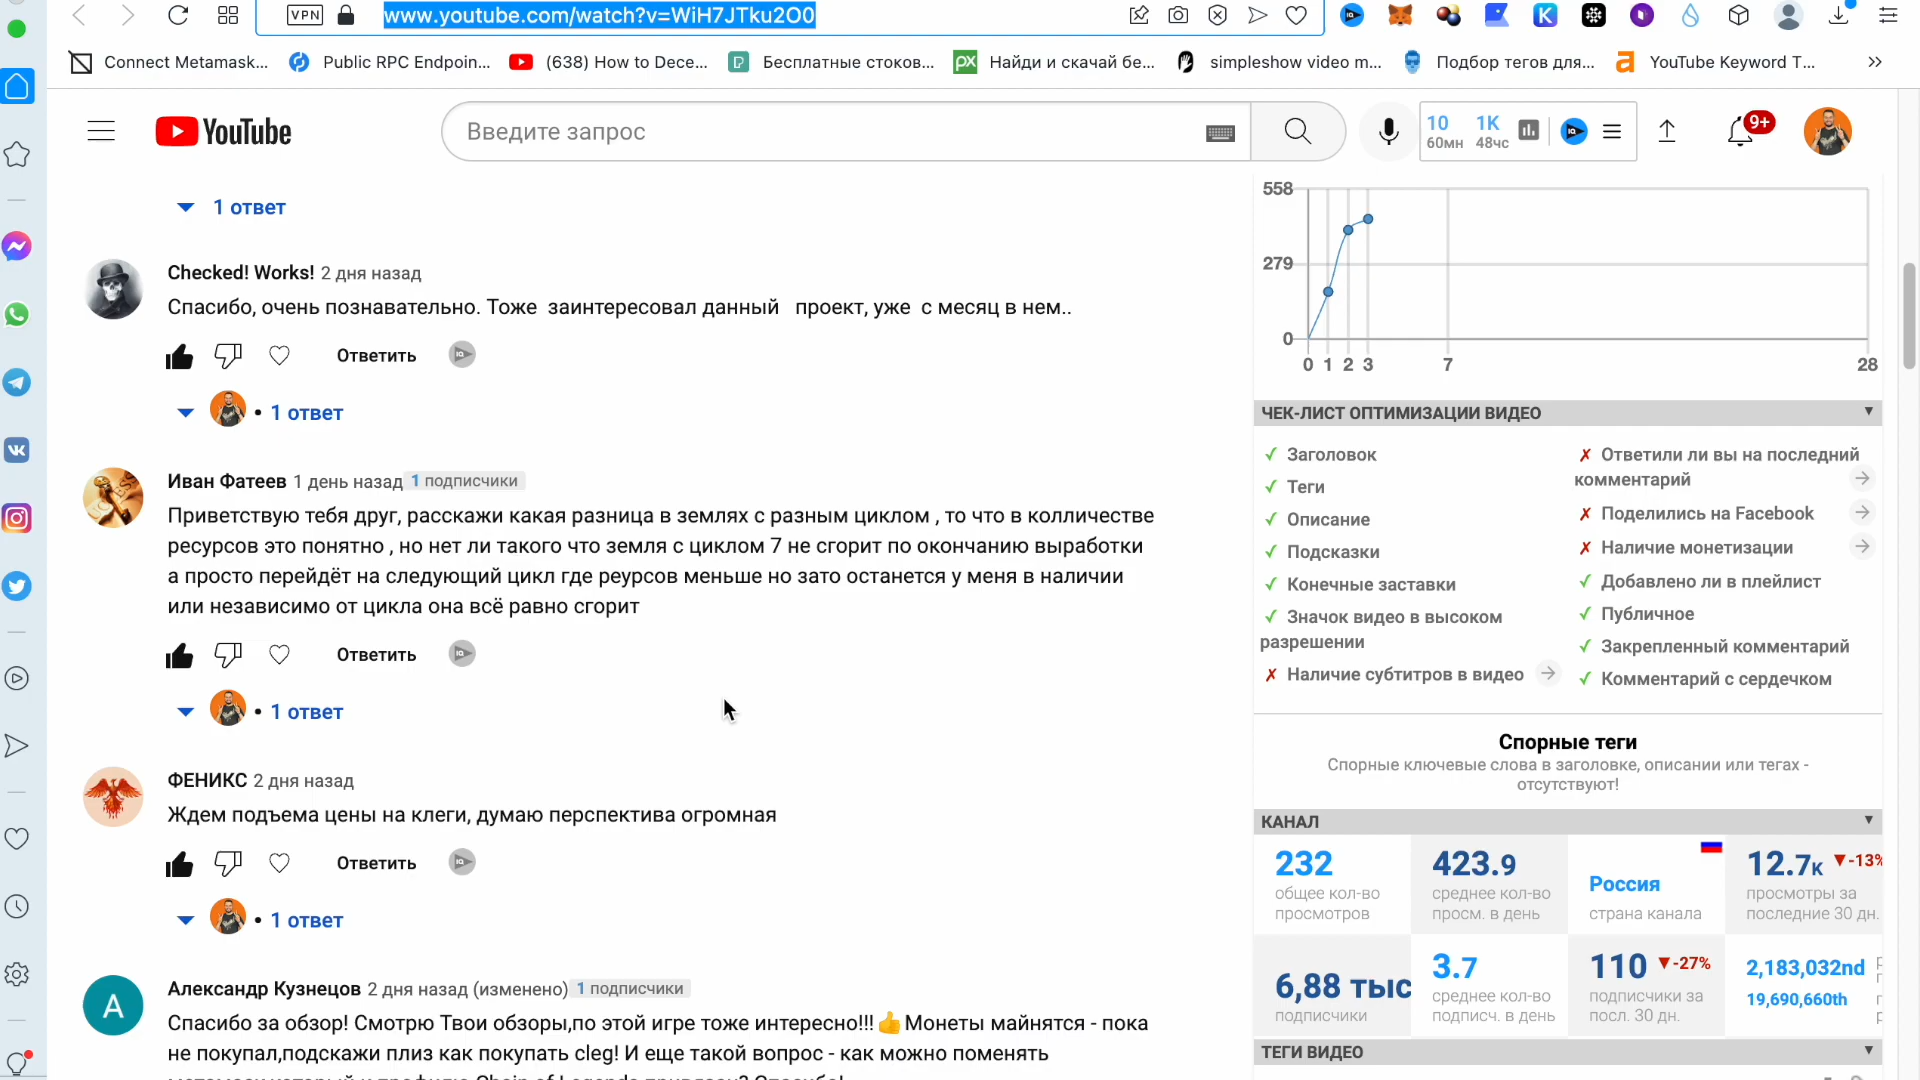 VPN
www.youtube.com/watch?v=WiH7JTku2O0
Connect Metamask...
Public RPC Endpoin...
(638) How to Dece...
Бесплатные стоков...
Найди и скачай бе...
simpleshow video m...
Подбор тегов для...
YouTube Keyword T...
YouTube
Введите запрос
10
60мн
1K
48чс
9+
1 ответ
Checked! Works! 2 дня назад
Спасибо, очень познавательно. Тоже заинтересовал данный проект, уже с месяц в нем..
Ответить
• 1 ответ
Иван Фатеев 1 день назад 1 подписчики
Приветствую тебя друг, расскажи какая разница в землях с разным циклом , то что в колличестве
ресурсов это понятно , но нет ли такого что земля с циклом 7 не сгорит по окончанию выработки
а просто перейдёт на следующий цикл где реурсов меньше но зато останется у меня в наличии
или независимо от цикла она всё равно сгорит
Ответить
• 1 ответ
ФЕНИКС 2 дня назад
Ждем подъема цены на клеги, думаю перспектива огромная
Ответить
• 1 ответ
А
Александр Кузнецов 2 дня назад (изменено) 1 подписчики
Спасибо за обзор! Смотрю Твои обзоры,по этой игре тоже интересно!!!👍Монеты майнятся - пока
не покупал,подскажи плиз как покупать cleg! И еще такой вопрос - как можно поменять
558
279
0
0 1 2 3 7 28
ЧЕК-ЛИСТ ОПТИМИЗАЦИИ ВИДЕО
✓ Заголовок
✓ Теги
✓ Описание
✓ Подсказки
✓ Конечные заставки
✓ Значок видео в высоком
разрешении
✗ Наличие субтитров в видео
✗ Ответили ли вы на последний
комментарий
✗ Поделились на Facebook
✗ Наличие монетизации
✓ Добавлено ли в плейлист
✓ Публичное
✓ Закрепленный комментарий
✓ Комментарий с сердечком
Спорные теги
Спорные ключевые слова в заголовке, описании или тегах -
отсутствуют!
КАНАЛ
232
общее кол-во
просмотров
423.9
среднее кол-во
просм. в день
Россия
страна канала
12.7к ▼-13%
просмотры за
последние 30 дн.
6,88 тыс
подписчики
3.7
среднее кол-во
подписч. в день
110 ▼-27%
подписчики за
посл. 30 дн.
2,183,032nd
19,690,660th
ТЕГИ ВИДЕО